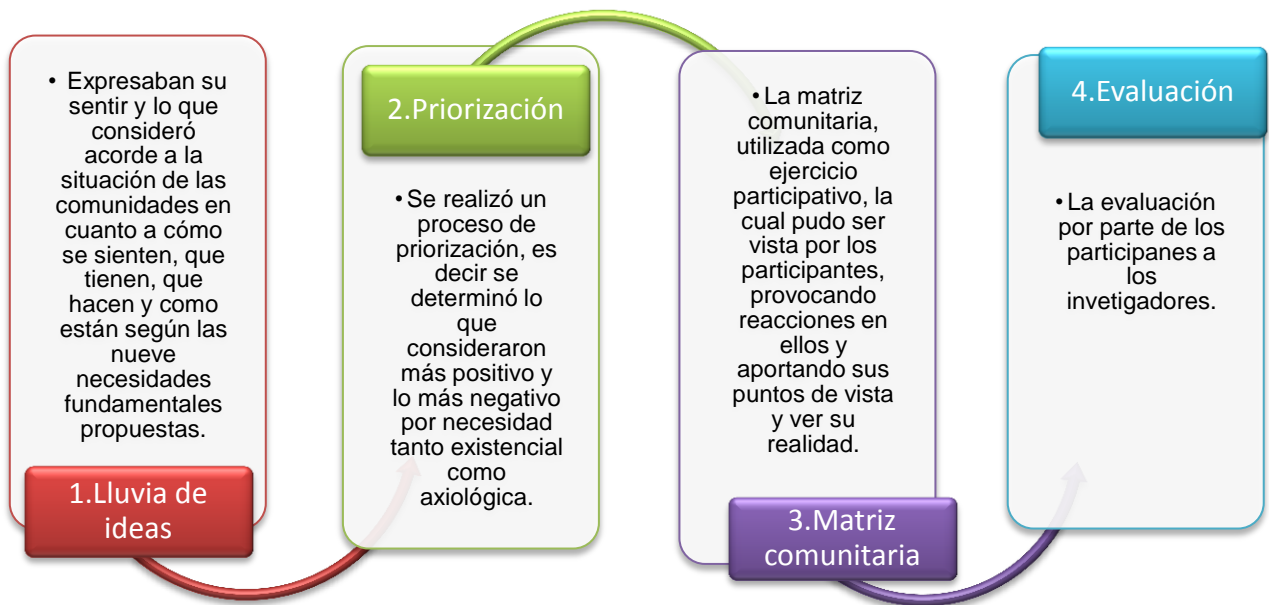 • Expresaban su
sentir y lo que
consideró
acorde a la
situación de las
comunidades en
cuanto a cómo
se sienten, que
tienen, que
hacen y como
están según las
nueve
necesidades
fundamentales
propuestas.
1.Lluvia de
ideas
2.Priorización
• Se realizó un
proceso de
priorización, es
decir se
determinó lo
que
consideraron
más positivo y
lo más negativo
por necesidad
tanto existencial
como
axiológica.
• La matriz
comunitaria,
utilizada como
ejercicio
participativo, la
cual pudo ser
vista por los
participantes,
provocando
reacciones en
ellos y
aportando sus
puntos de vista
y ver su
realidad.
3.Matriz
comunitaria
4.Evaluación
• La evaluación
por parte de los
participanes a
los
invetigadores.